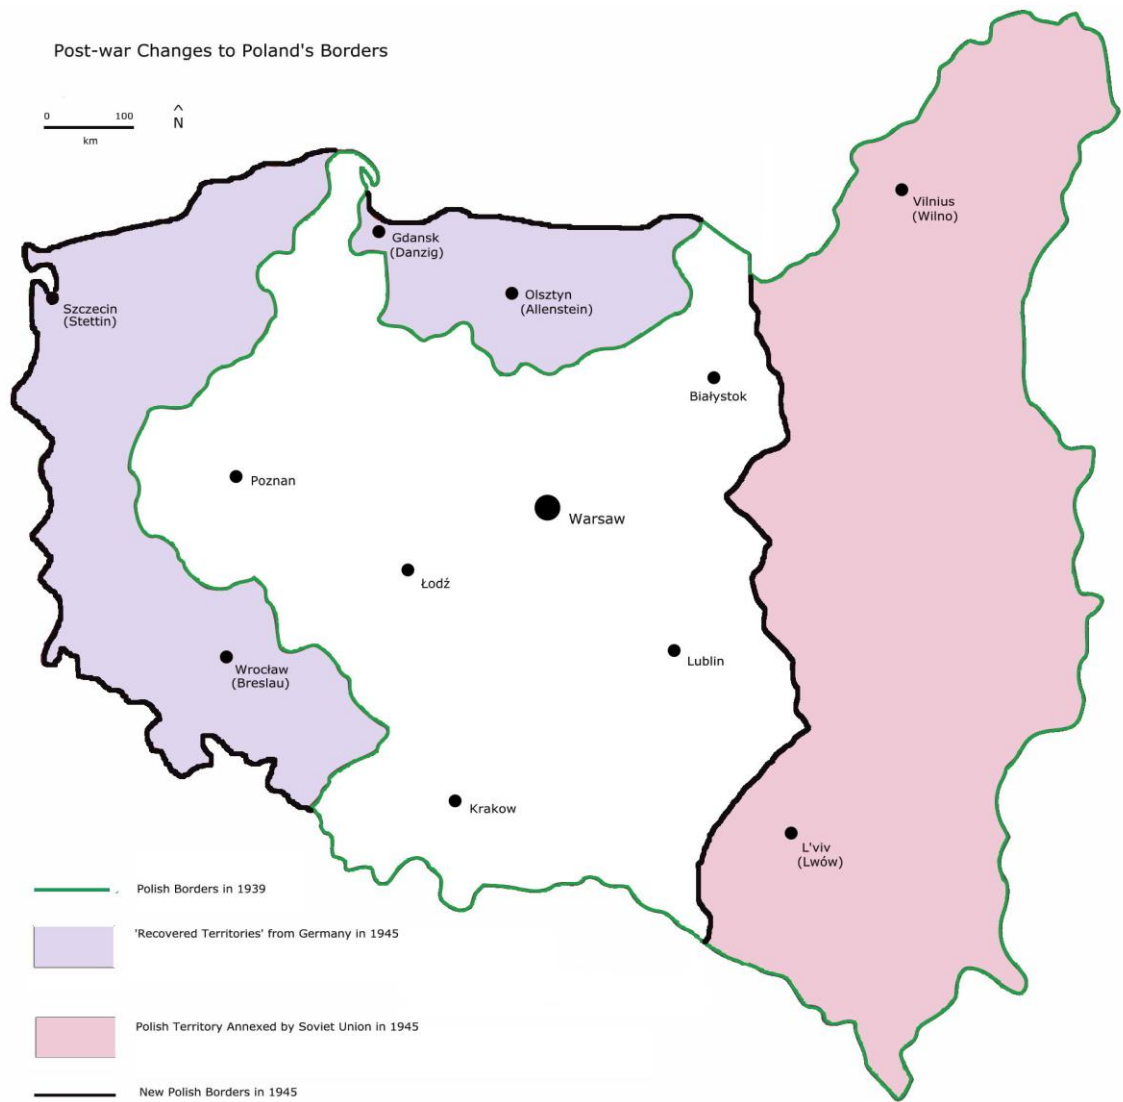 Post-war Changes to Poland's Borders
0 100
km
^
N
Vilnius
(Wilno)
Gdansk
(Danzig)
Olsztyn
(Allenstein)
Szczecin
(Stettin)
Białystok
Poznan
Warsaw
Łodź
Lublin
Wrocław
(Breslau)
Krakow
L'viv
(Lwów)
Polish Borders in 1939
'Recovered Territories' from Germany in 1945
Polish Territory Annexed by Soviet Union in 1945
New Polish Borders in 1945